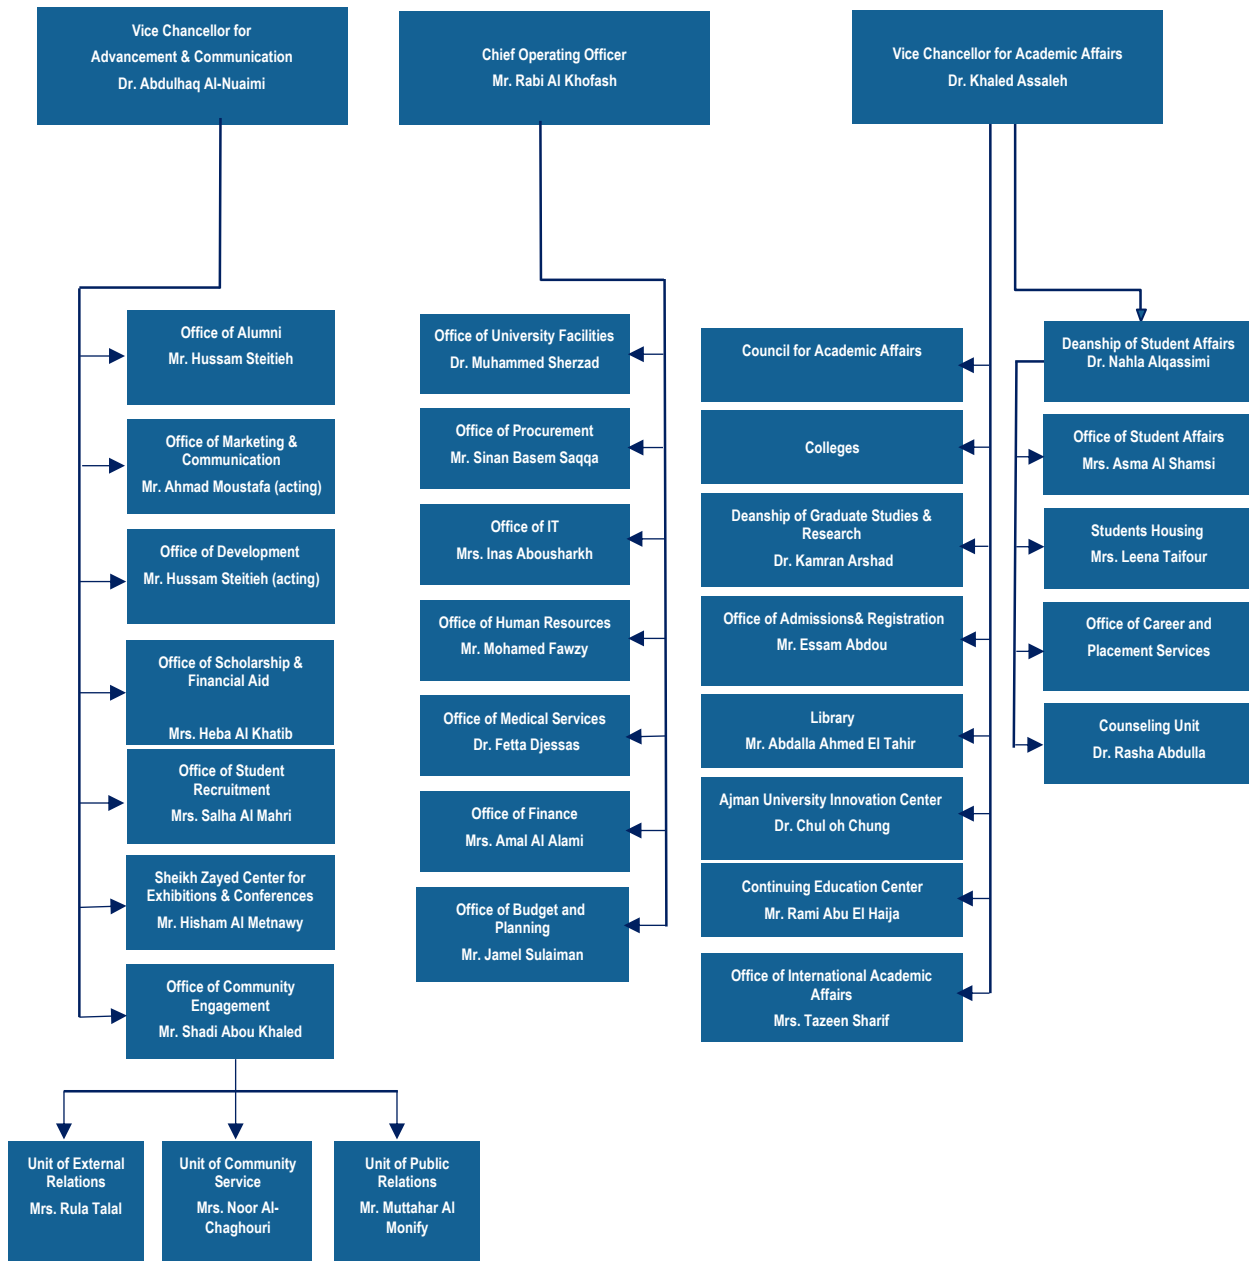 Vice Chancellor for
Advancement & Communication
Dr. Abdulhaq Al-Nuaimi
Chief Operating Officer
Mr. Rabi Al Khofash
Vice Chancellor for Academic Affairs
Dr. Khaled Assaleh
Office of Alumni
Mr. Hussam Steitieh
Office of Marketing &
Communication
Mr. Ahmad Moustafa (acting)
Office of Development
Mr. Hussam Steitieh (acting)
Office of Scholarship &
Financial Aid
Mrs. Heba Al Khatib
Office of Student
Recruitment
Mrs. Salha Al Mahri
Sheikh Zayed Center for
Exhibitions & Conferences
Mr. Hisham Al Metnawy
Office of Community
Engagement
Mr. Shadi Abou Khaled
Unit of External
Relations
Mrs. Rula Talal
Unit of Community
Service
Mrs. Noor Al-
Chaghouri
Unit of Public
Relations
Mr. Muttahar Al
Monify
Office of University Facilities
Dr. Muhammed Sherzad
Office of Procurement
Mr. Sinan Basem Saqqa
Office of IT
Mrs. Inas Abousharkh
Office of Human Resources
Mr. Mohamed Fawzy
Office of Medical Services
Dr. Fetta Djessas
Office of Finance
Mrs. Amal Al Alami
Office of Budget and
Planning
Mr. Jamel Sulaiman
Council for Academic Affairs
Colleges
Deanship of Graduate Studies &
Research
Dr. Kamran Arshad
Office of Admissions& Registration
Mr. Essam Abdou
Library
Mr. Abdalla Ahmed El Tahir
Ajman University Innovation Center
Dr. Chul oh Chung
Continuing Education Center
Mr. Rami Abu El Haija
Office of International Academic
Affairs
Mrs. Tazeen Sharif
Deanship of Student Affairs
Dr. Nahla Alqassimi
Office of Student Affairs
Mrs. Asma Al Shamsi
Students Housing
Mrs. Leena Taifour
Office of Career and
Placement Services
Counseling Unit
Dr. Rasha Abdulla